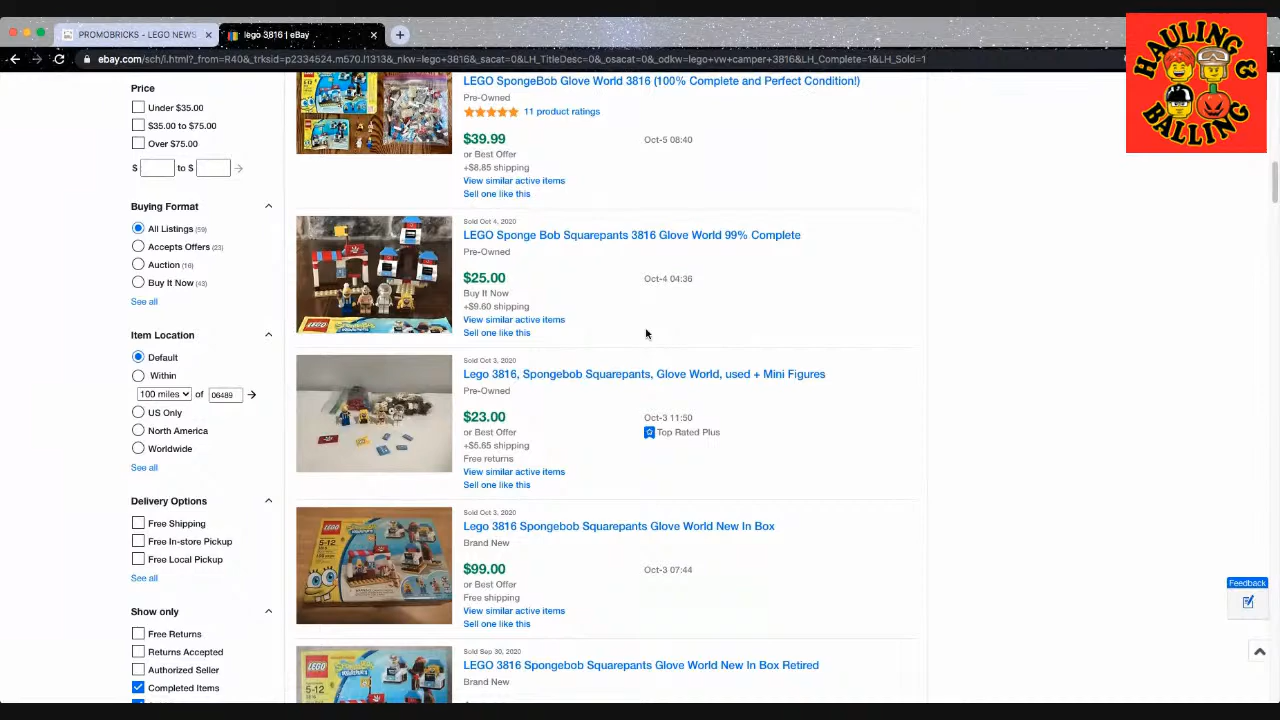 PROMOBRICKS - LEGO NEWS
lego 3816 | eBay
ebay.com/sch/i.html?_from=R40&_trksid=p2334524.m570.l1313&_nkw=lego+3816&_sacat=0&LH_TitleDesc=0&_osacat=0&_odkw=lego+vw+camper+3816&LH_Complete=1&LH_Sold=1
HAULING
BALLING
Price
Under $35.00
$35.00 to $75.00
Over $75.00
$ to $
Buying Format
All Listings (59)
Accepts Offers (23)
Auction (16)
Buy It Now (43)
See all
Item Location
Default
Within
100 miles of 06489
US Only
North America
Worldwide
See all
Delivery Options
Free Shipping
Free In-store Pickup
Free Local Pickup
See all
Show only
Free Returns
Returns Accepted
Authorized Seller
Completed Items
LEGO SpongeBob Glove World 3816 (100% Complete and Perfect Condition!)
Pre-Owned
11 product ratings
$39.99 Oct-5 08:40
or Best Offer
+$8.85 shipping
View similar active items
Sell one like this
Sold Oct 4, 2020
LEGO Sponge Bob Squarepants 3816 Glove World 99% Complete
Pre-Owned
$25.00 Oct-4 04:36
Buy It Now
+$9.60 shipping
View similar active items
Sell one like this
Sold Oct 3, 2020
Lego 3816, Spongebob Squarepants, Glove World, used + Mini Figures
Pre-Owned
$23.00 Oct-3 11:50
or Best Offer Top Rated Plus
+$5.65 shipping
Free returns
View similar active items
Sell one like this
Sold Oct 3, 2020
Lego 3816 Spongebob Squarepants Glove World New In Box
Brand New
$99.00 Oct-3 07:44
or Best Offer
Free shipping
View similar active items
Sell one like this
LEGO
5-12
Sold Sep 30, 2020
LEGO 3816 Spongebob Squarepants Glove World New In Box Retired
Brand New
LEGO
5-12
Feedback